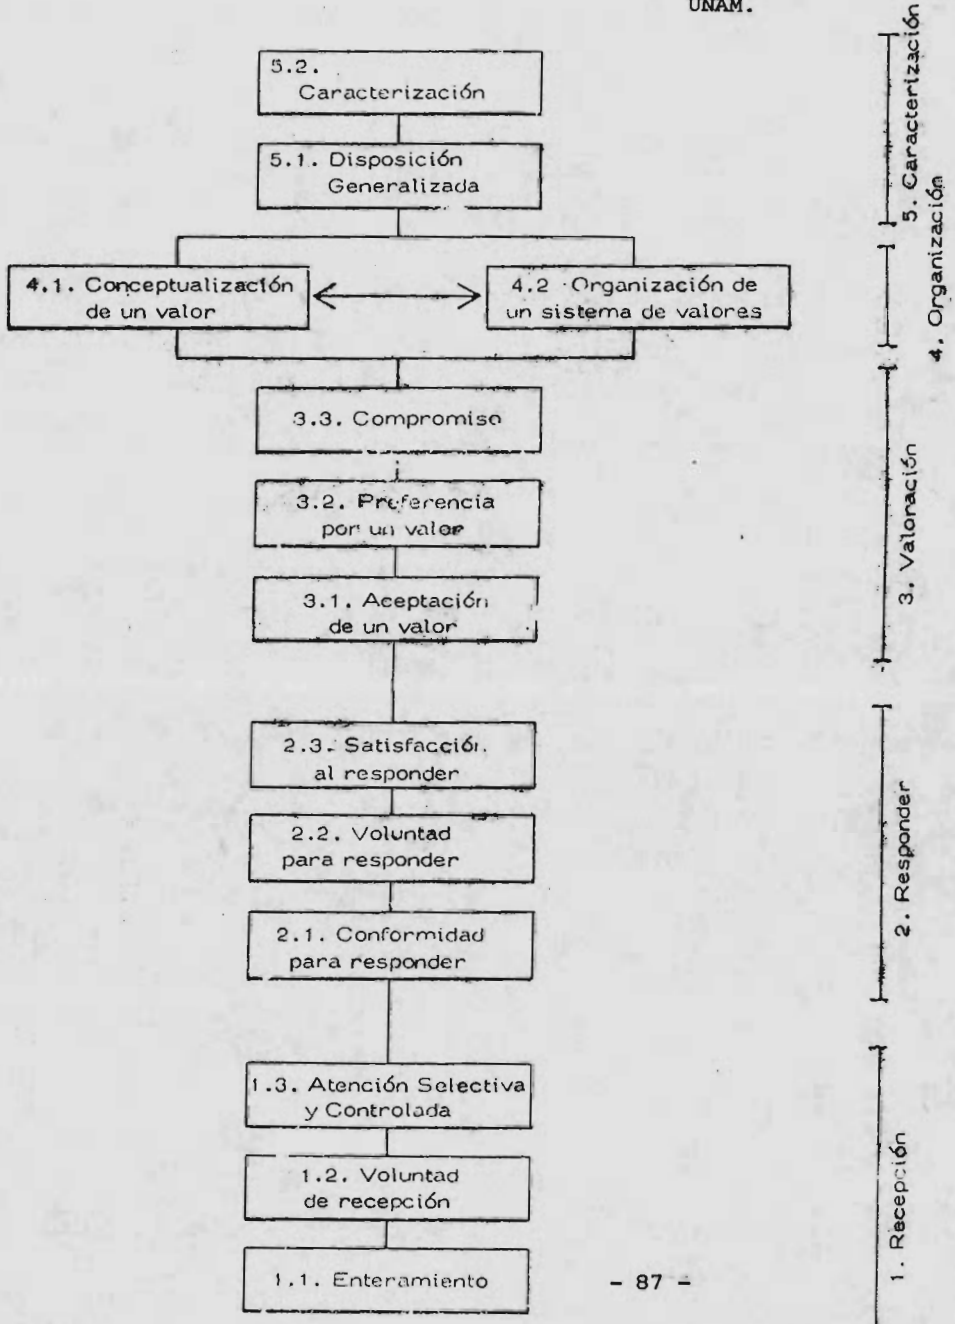 UNAM.
5.2.
Caracterización
5.1. Disposición
Generalizada
4.1. Conceptualización
de un valor
4.2 Organización de
un sistema de valores
3.3. Compromiso
3.2. Preferencia
por un valor
3.1. Aceptación
de un valor
2.3. Satisfacción
al responder
2.2. Voluntad
para responder
2.1. Conformidad
para responder
1.3. Atención Selectiva
y Controlada
1.2. Voluntad
de recepción
1.1. Enteramiento
5. Caracterización
4. Organización
3. Valoración
2. Responder
1. Recepción
- 87 -